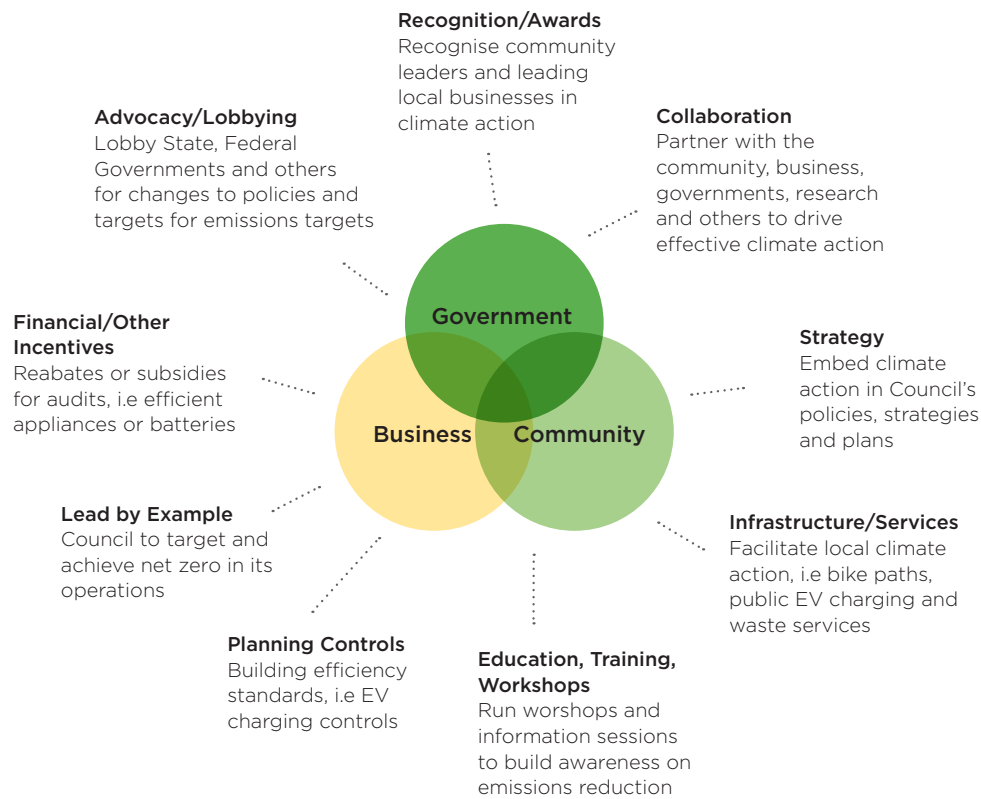 Recognition/Awards
Recognise community
leaders and leading
local businesses in
climate action
Advocacy/Lobbying
Lobby State, Federal
Governments and others
for changes to policies and
targets for emissions targets
Collaboration
Partner with the
community, business,
governments, research
and others to drive
effective climate action
Government
Financial/Other
Incentives
Reabates or subsidies
for audits, i.e efficient
appliances or batteries
Strategy
Embed climate
action in Council's
policies, strategies
and plans
Business
Community
Lead by Example
Council to target and
achieve net zero in its
operations
Infrastructure/Services
Facilitate local climate
action, i.e bike paths,
public EV charging and
waste services
Planning Controls
Building efficiency
standards, i.e EV
charging controls
Education, Training,
Workshops
Run worshops and
information sessions
to build awareness on
emissions reduction